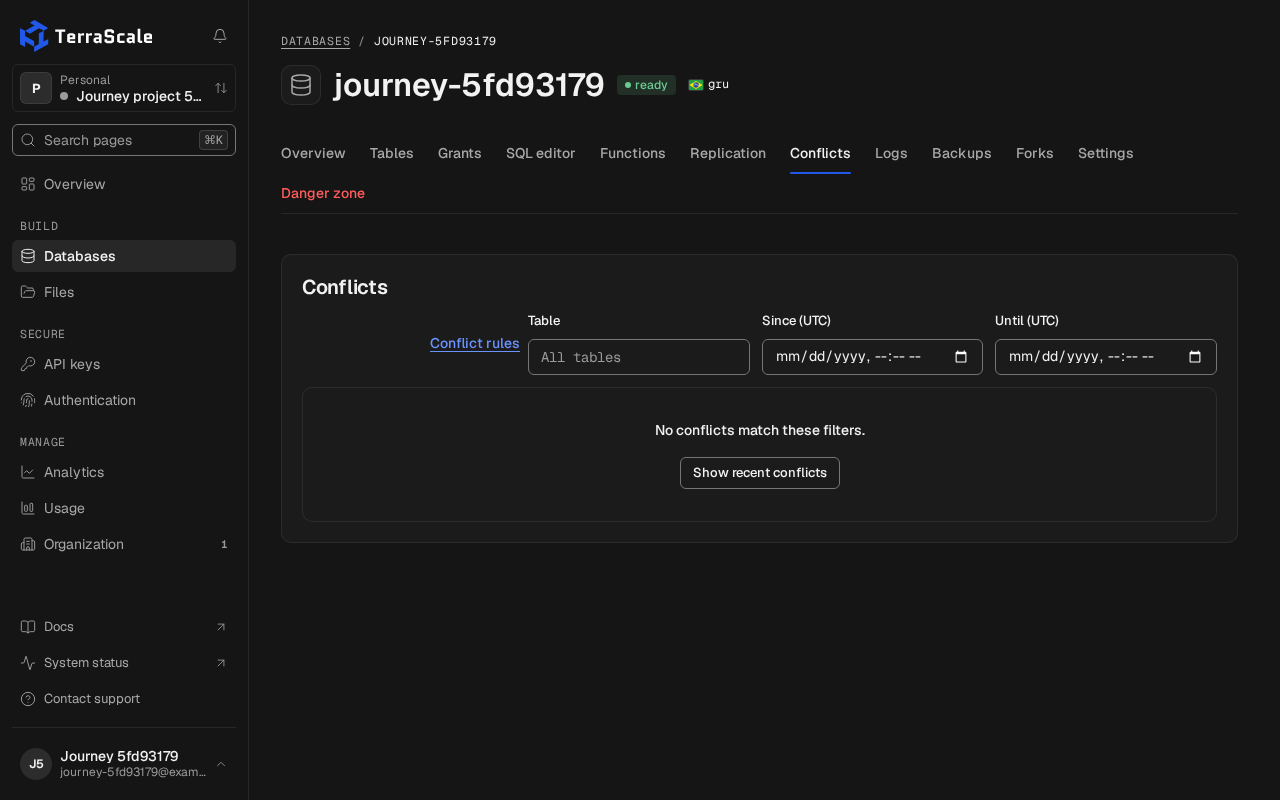 TerraScale
P
Personal
Journey project 5...
Search pages
⌘K
Overview
BUILD
Databases
Files
SECURE
API keys
Authentication
MANAGE
Analytics
Usage
Organization
1
Docs
System status
Contact support
J5
Journey 5fd93179
journey-5fd93179@exam...
DATABASES / JOURNEY-5FD93179
journey-5fd93179
ready
gru
Overview
Tables
Grants
SQL editor
Functions
Replication
Conflicts
Logs
Backups
Forks
Settings
Danger zone
Conflicts
Conflict rules
Table
All tables
Since (UTC)
mm/dd/yyyy, --:-- --
Until (UTC)
mm/dd/yyyy, --:-- --
No conflicts match these filters.
Show recent conflicts